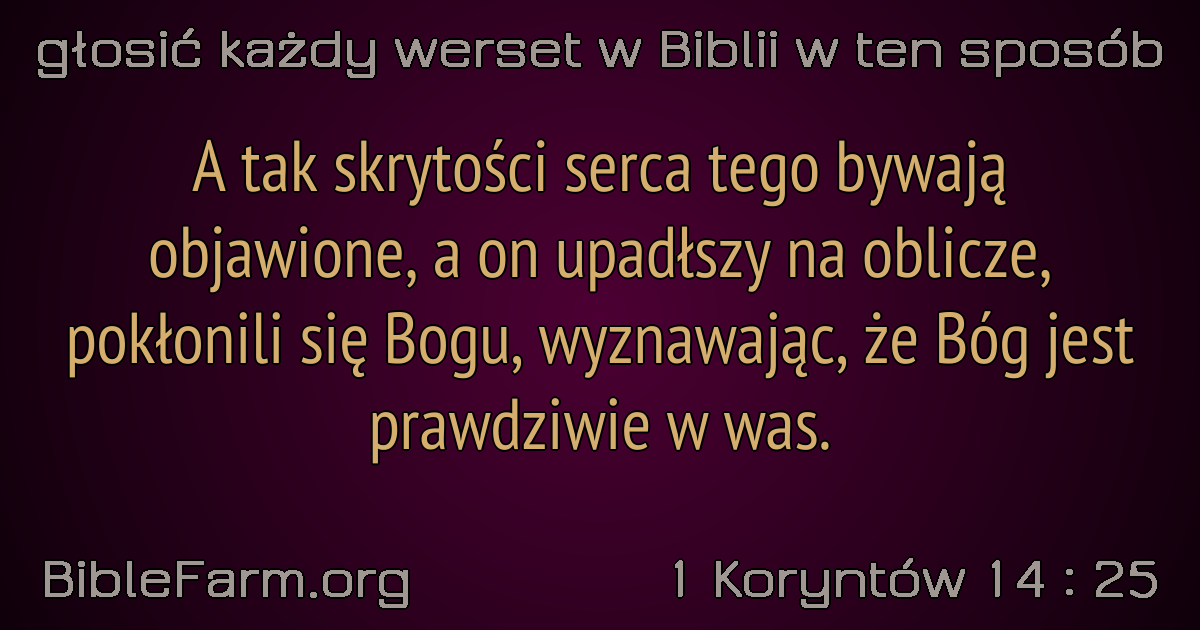 głosić każdy werset w Biblii w ten sposób
A tak skrytości serca tego bywają
objawione, a on upadłszy na oblicze,
pokłonili się Bogu, wyznawając, że Bóg jest
prawdziwie w was.
BibleFarm.org
1 Koryntów 14 : 25